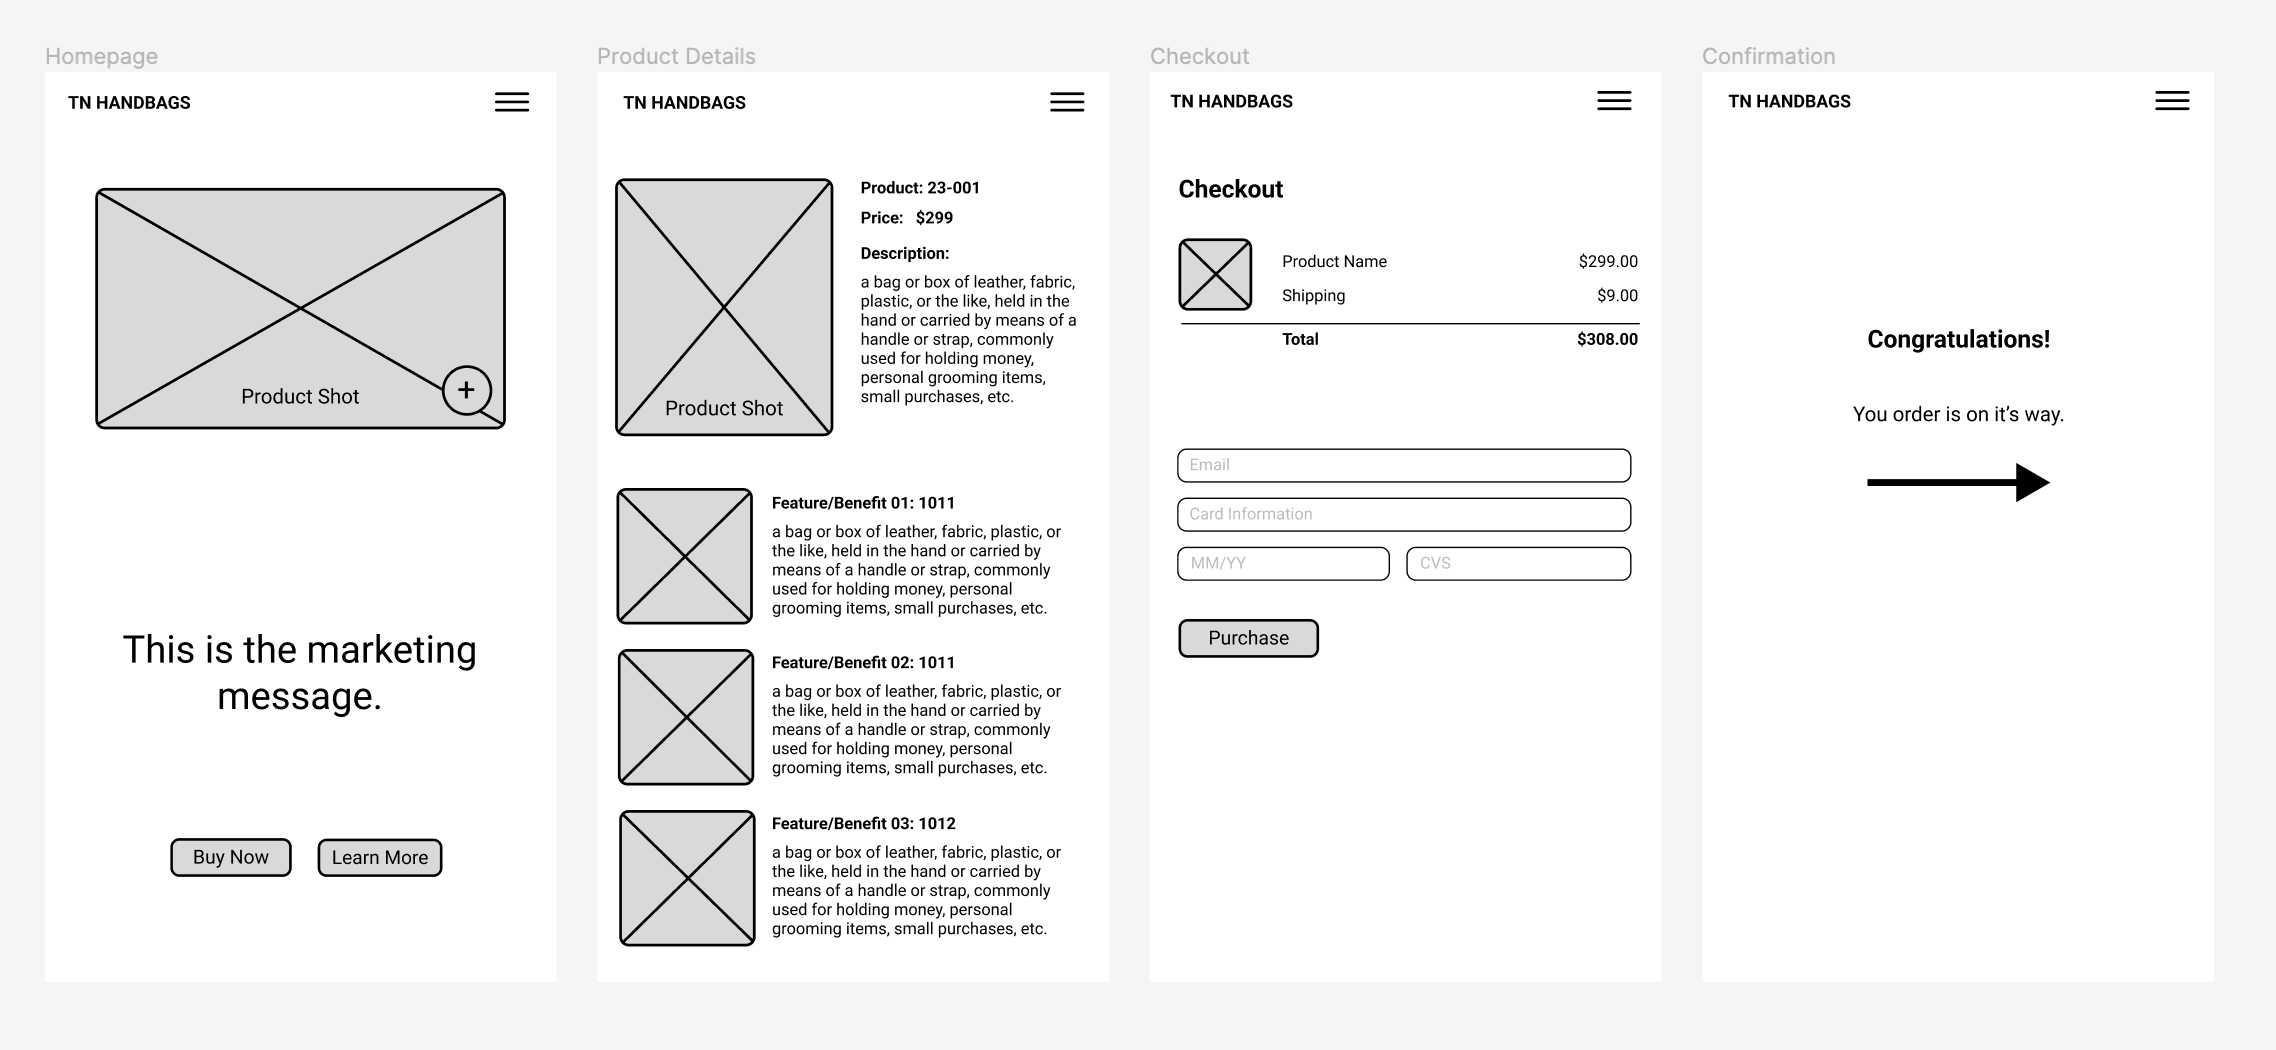 Homepage
TN HANDBAGS
Product Shot
+
This is the marketing
message.
Buy Now
Learn More
Product Details
TN HANDBAGS
Product Shot
Product: 23-001
Price: $299
Description:
a bag or box of leather, fabric,
plastic, or the like, held in the
hand or carried by means of a
handle or strap, commonly
used for holding money,
personal grooming items,
small purchases, etc.
Feature/Benefit 01: 1011
a bag or box of leather, fabric, plastic, or
the like, held in the hand or carried by
means of a handle or strap, commonly
used for holding money, personal
grooming items, small purchases, etc.
Feature/Benefit 02: 1011
a bag or box of leather, fabric, plastic, or
the like, held in the hand or carried by
means of a handle or strap, commonly
used for holding money, personal
grooming items, small purchases, etc.
Feature/Benefit 03: 1012
a bag or box of leather, fabric, plastic, or
the like, held in the hand or carried by
means of a handle or strap, commonly
used for holding money, personal
grooming items, small purchases, etc.
Checkout
TN HANDBAGS
Checkout
Product Name $299.00
Shipping $9.00
Total $308.00
Email
Card Information
MM/YY CVS
Purchase
Confirmation
TN HANDBAGS
Congratulations!
You order is on it’s way.